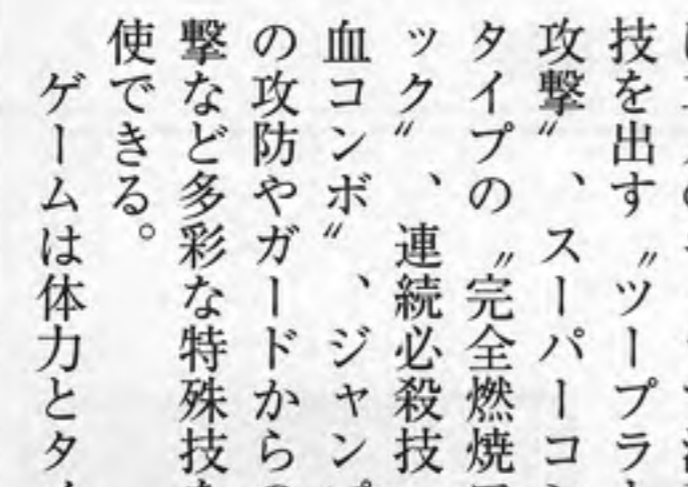 技を出す〝ツープラ
攻撃〟、スーパーコ
タイプの〝完全燃焼
ック〟、連続必殺技
血コンボ〟、ジャン
の攻防やガードから
撃など多彩な特殊技
使できる。
ゲームは体力とタ